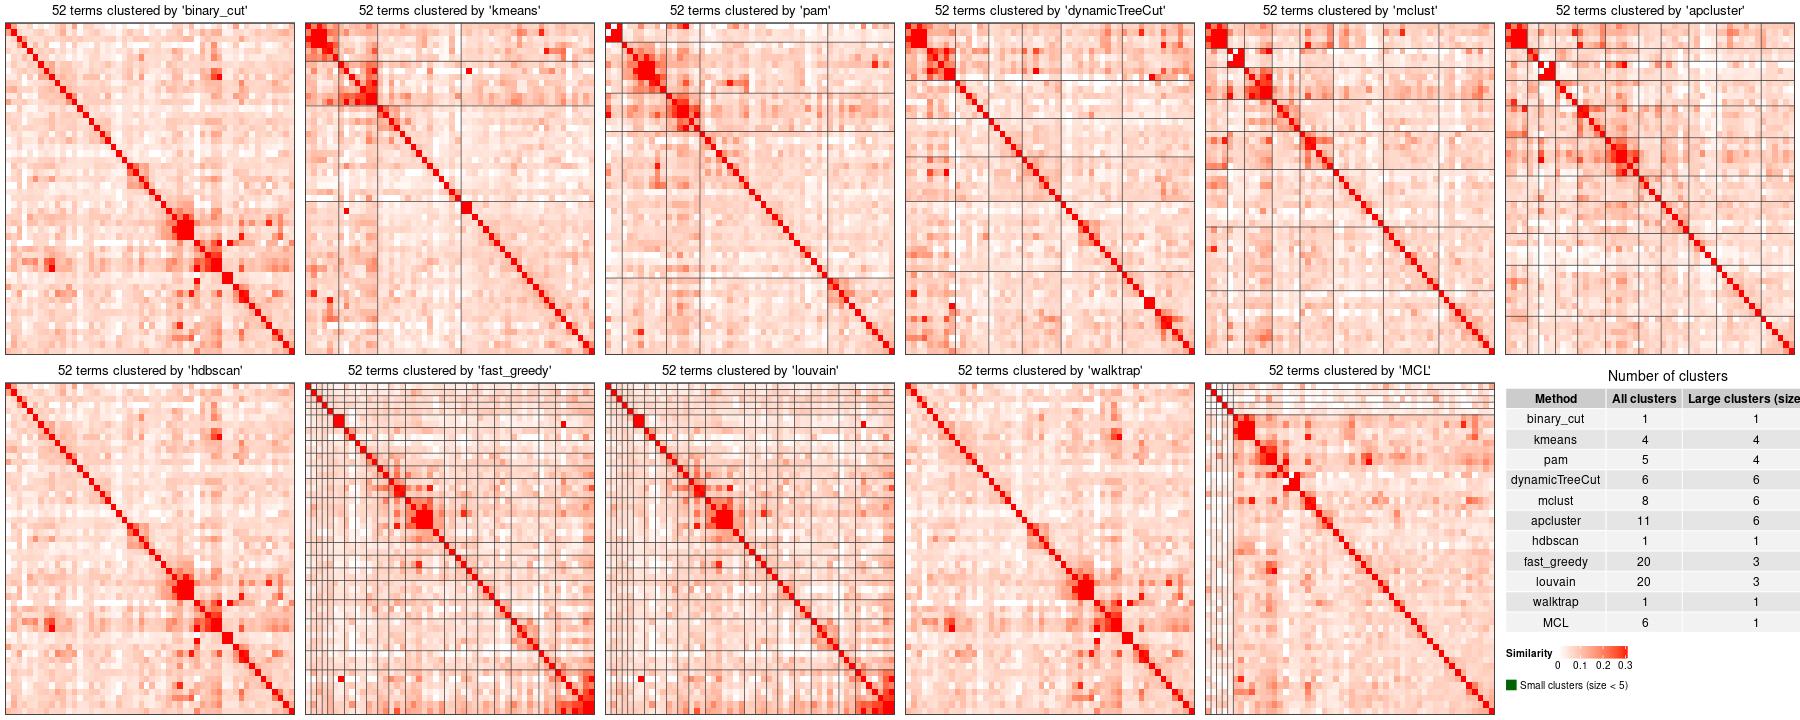 52 terms clustered by 'binary_cut'
52 terms clustered by 'kmeans'
52 terms clustered by 'pam'
52 terms clustered by 'dynamicTreeCut'
52 terms clustered by 'mclust'
52 terms clustered by 'apcluster'
52 terms clustered by 'hdbscan'
52 terms clustered by 'fast_greedy'
52 terms clustered by 'louvain'
52 terms clustered by 'walktrap'
52 terms clustered by 'MCL'
Number of clusters
Method All clusters Large clusters (size
binary_cut 1 1
kmeans 4 4
pam 5 4
dynamicTreeCut 6 6
mclust 8 6
apcluster 11 6
hdbscan 1 1
fast_greedy 20 3
louvain 20 3
walktrap 1 1
MCL 6 1
Similarity
0 0.1 0.2 0.3
Small clusters (size < 5)